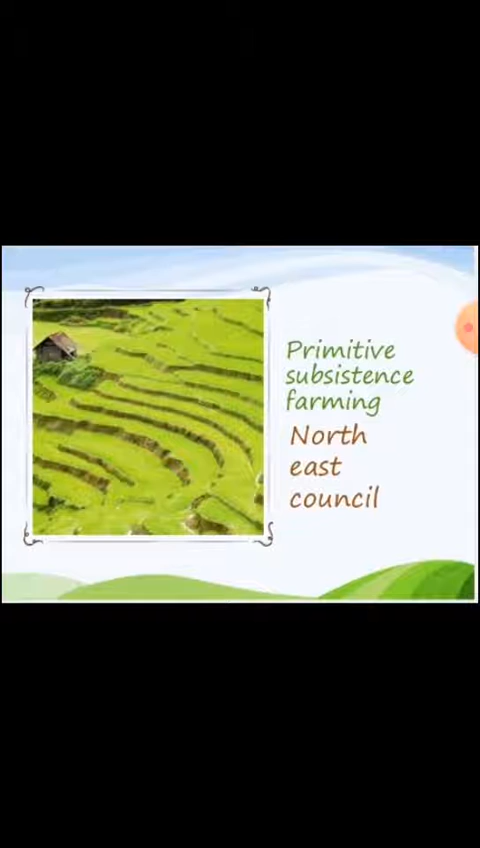 Primitive
subsistence
farming
North
east
council